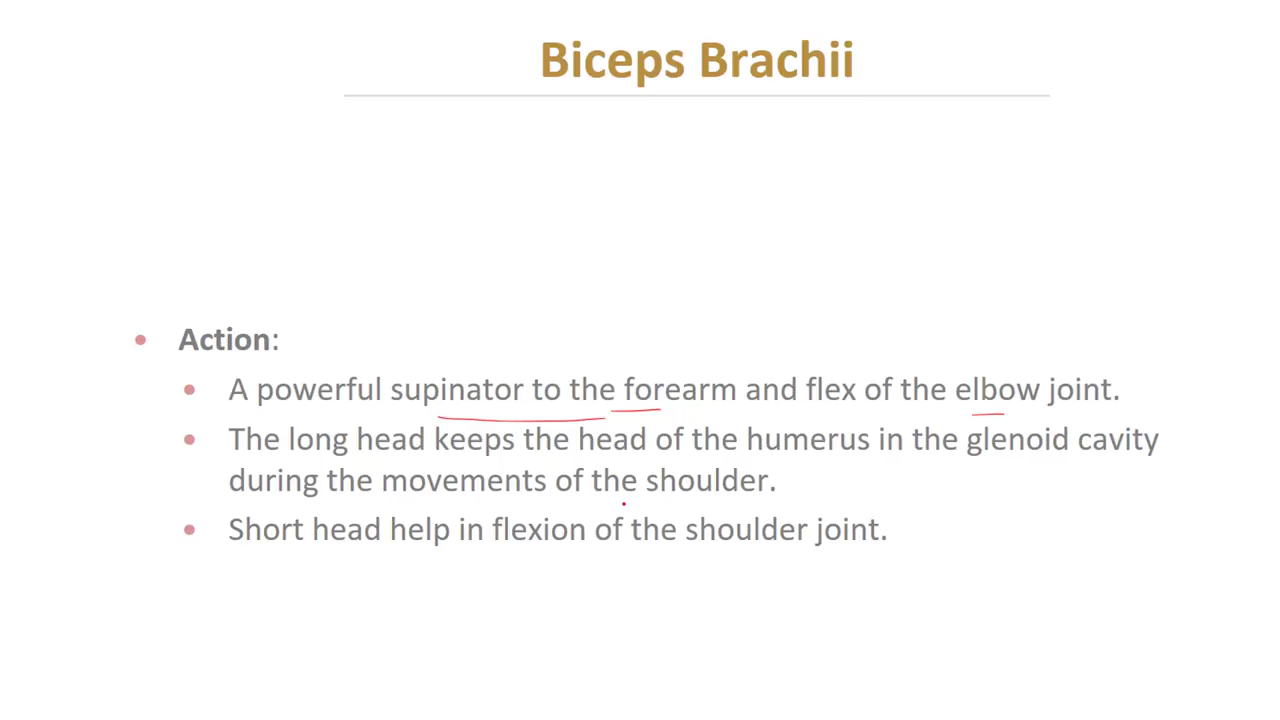 Biceps Brachii
• Action:
• A powerful supinator to the forearm and flex of the elbow joint.
• The long head keeps the head of the humerus in the glenoid cavity
during the movements of the shoulder.
• Short head help in flexion of the shoulder joint.